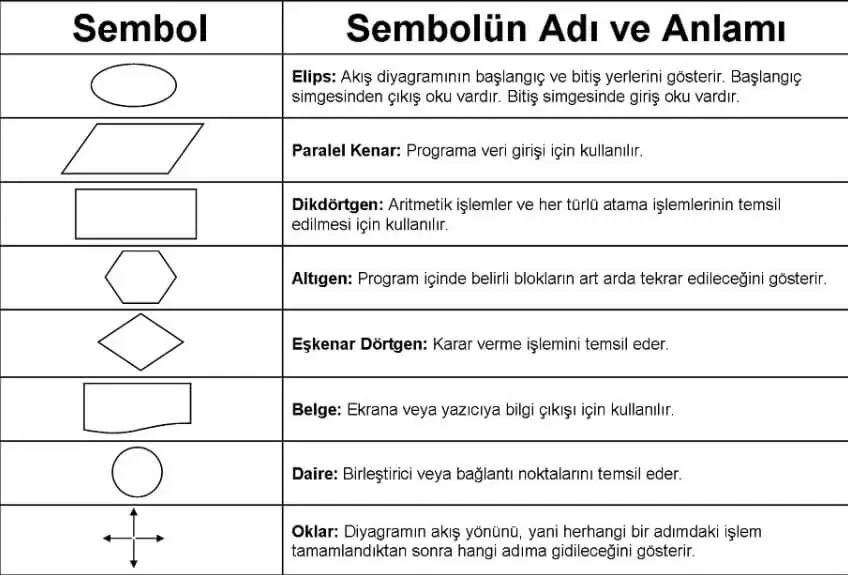 Sembol
Sembolün Adı ve Anlamı
Elips: Akış diyagramının başlangıç ve bitiş yerlerini gösterir. Başlangıç
simgesinden çıkış oku vardır. Bitiş simgesinde giriş oku vardır.
Paralel Kenar: Programa veri girişi için kullanılır.
Dikdörtgen: Aritmetik işlemler ve her türlü atama işlemlerinin temsil
edilmesi için kullanılır.
Altıgen: Program içinde belirli blokların art arda tekrar edileceğini gösterir.
Eşkenar Dörtgen: Karar verme işlemini temsil eder.
Belge: Ekrana veya yazıcıya bilgi çıkışı için kullanılır.
Daire: Birleştirici veya bağlantı noktalarını temsil eder.
Oklar: Diyagramın akış yönünü, yani herhangi bir adımdaki işlem
tamamlandıktan sonra hangi adıma gidileceğini gösterir.